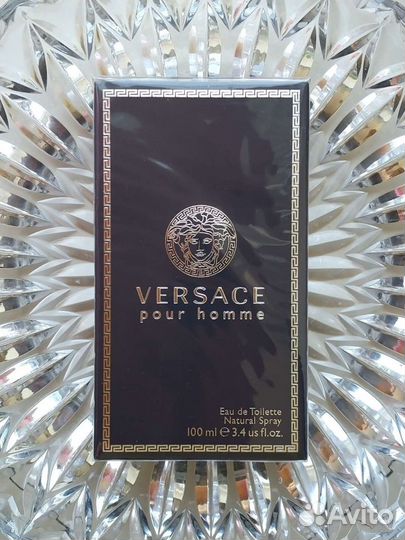 VERSACE
pour homme
Eau de Toilette
Natural Spray
100 ml ℮ 3.4 us fl. oz.
Avito